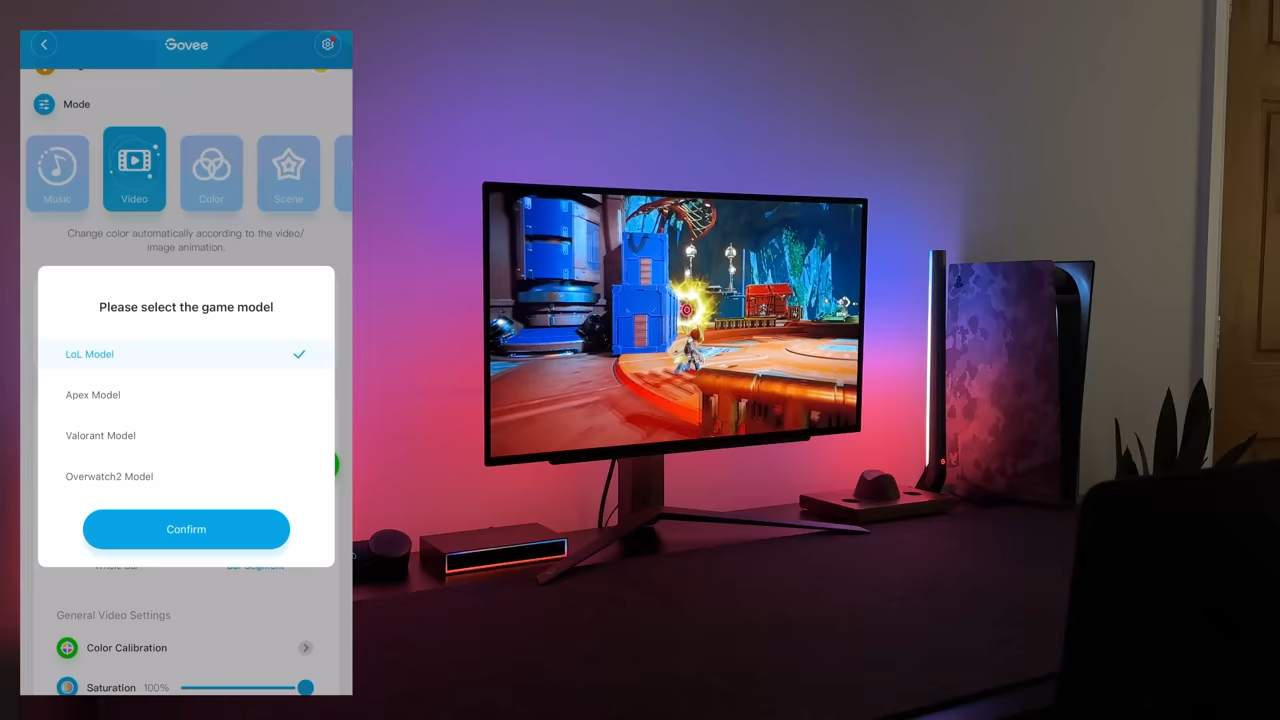 Govee
Mode
Music
Video
Color
Scene
Change color automatically according to the video/
image animation.
Please select the game model
LoL Model
Apex Model
Valorant Model
Overwatch2 Model
Confirm
General Video Settings
Color Calibration
Saturation 100%